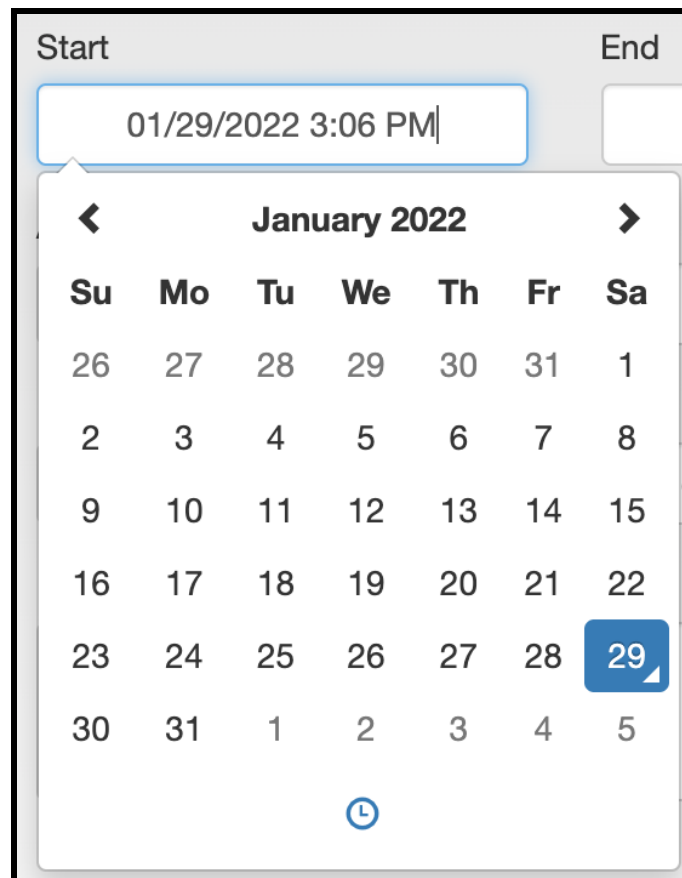 Start End
01/29/2022 3:06 PM
January 2022
Su Mo Tu We Th Fr Sa
26 27 28 29 30 31 1
2 3 4 5 6 7 8
9 10 11 12 13 14 15
16 17 18 19 20 21 22
23 24 25 26 27 28 29
30 31 1 2 3 4 5